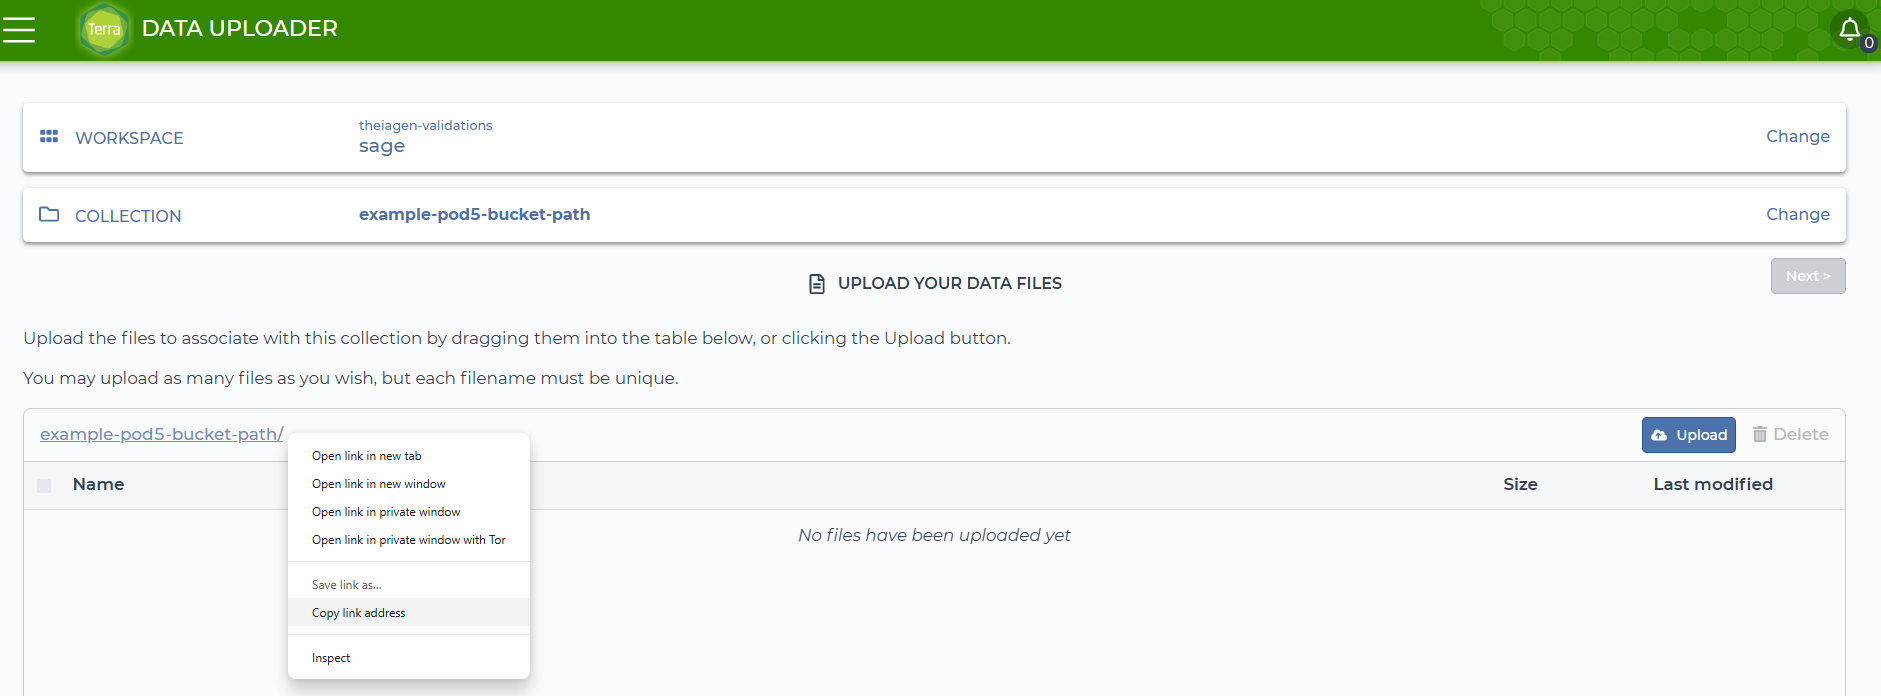 Terra
DATA UPLOADER
0
WORKSPACE
theiagen-validations
sage
Change
COLLECTION
example-pod5-bucket-path
Change
UPLOAD YOUR DATA FILES
Next >
Upload the files to associate with this collection by dragging them into the table below, or clicking the Upload button.
You may upload as many files as you wish, but each filename must be unique.
example-pod5-bucket-path/
Upload
Delete
Name
Size
Last modified
No files have been uploaded yet
Open link in new tab
Open link in new window
Open link in private window
Open link in private window with Tor
Save link as...
Copy link address
Inspect